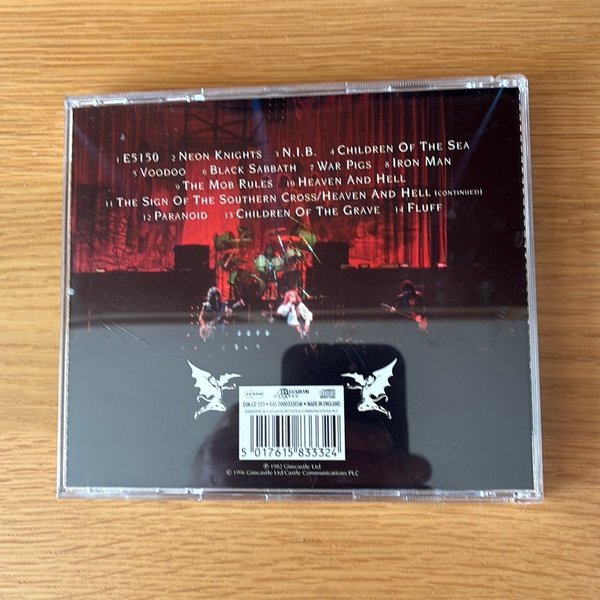 1 E5150 2 NEON KNIGHTS 3 N.I.B. 4 CHILDREN OF THE SEA
5 VOODOO 6 BLACK SABBATH 7 WAR PIGS 8 IRON MAN
9 THE MOB RULES 10 HEAVEN AND HELL
11 THE SIGN OF THE SOUTHERN CROSS/HEAVEN AND HELL (CONTINUED)
12 PARANOID 13 CHILDREN OF THE GRAVE 14 FLUFF
MADE IN ENGLAND
5 017615 833324
℗ 1982 Gimcastle Ltd
© 1996 Gimcastle Ltd/Castle Communications PLC